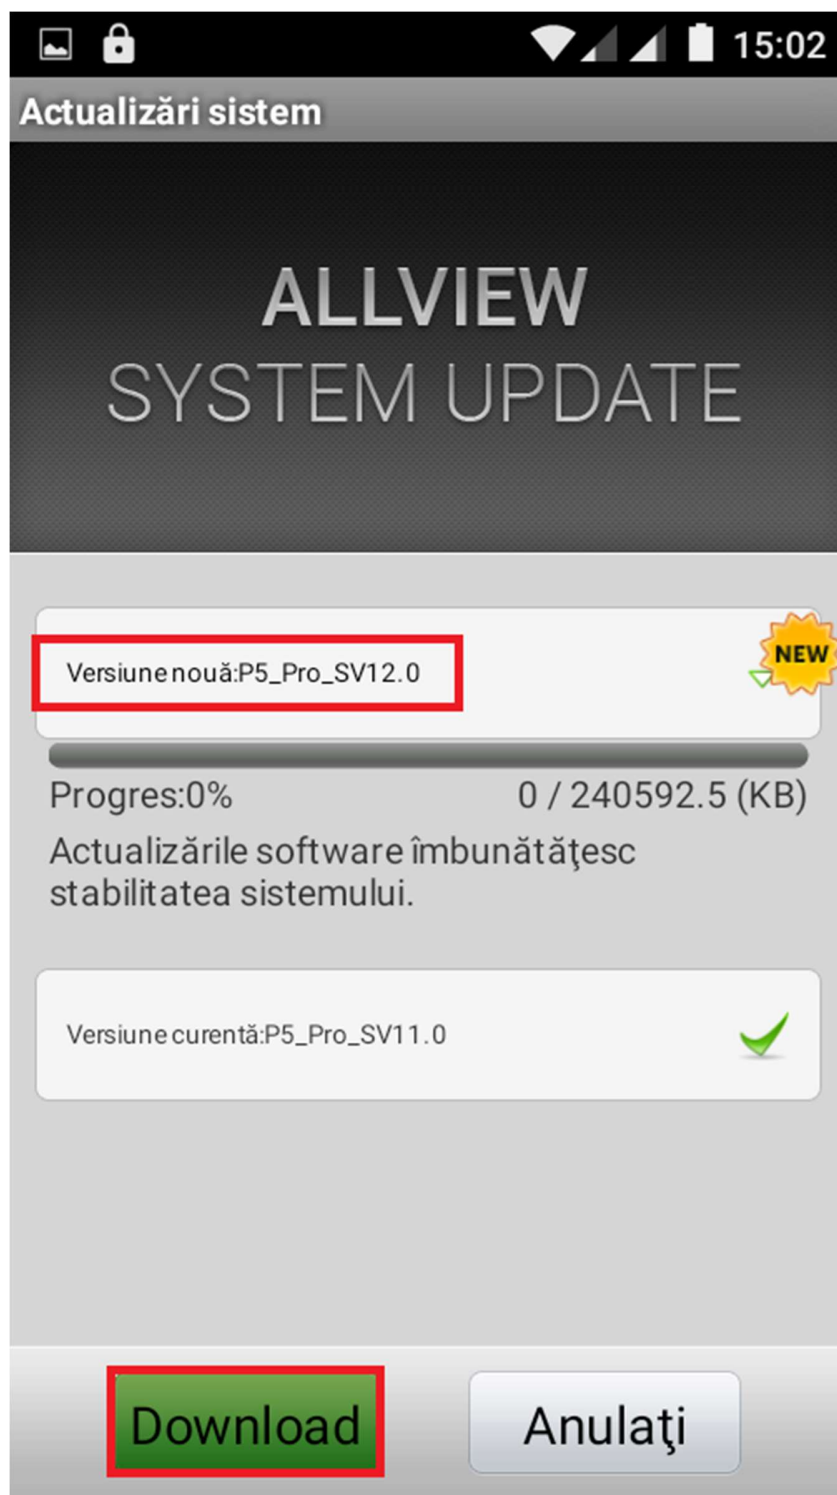 15:02
Actualizări sistem
ALLVIEW
SYSTEM UPDATE
Versiune nouă:P5_Pro_SV12.0
NEW
Progres:0% 0 / 240592.5 (KB)
Actualizările software îmbunătăţesc
stabilitatea sistemului.
Versiune curentă:P5_Pro_SV11.0
Download Anulaţi